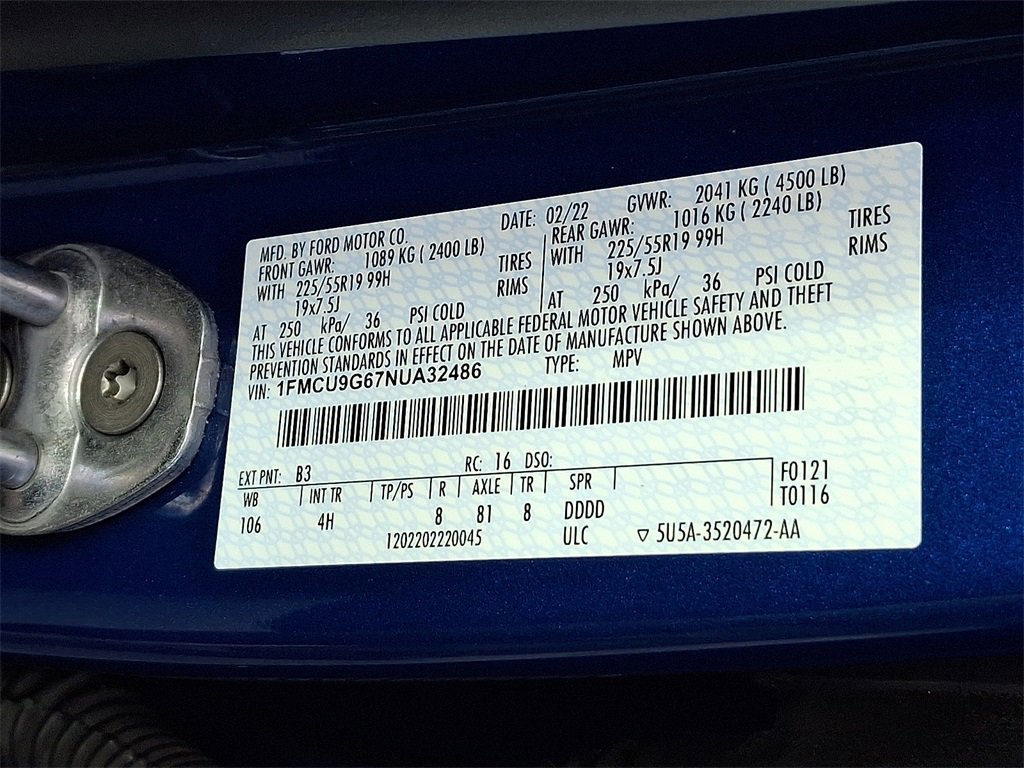 MFD. BY FORD MOTOR CO. DATE: 02/22 GVWR: 2041 KG ( 4500 LB)
FRONT GAWR: 1089 KG ( 2400 LB) REAR GAWR: 1016 KG ( 2240 LB)
WITH 225/55R19 99H TIRES WITH 225/55R19 99H TIRES
19x7.5J RIMS 19x7.5J RIMS
AT 250 kPa/ 36 PSI COLD AT 250 kPa/ 36 PSI COLD
THIS VEHICLE CONFORMS TO ALL APPLICABLE FEDERAL MOTOR VEHICLE SAFETY AND THEFT
PREVENTION STANDARDS IN EFFECT ON THE DATE OF MANUFACTURE SHOWN ABOVE.
VIN: 1FMCU9G67NUA32486 TYPE: MPV
EXT PNT: B3 RC: 16 DSO: F0121
WB INT TR TP/PS R AXLE TR SPR T0116
106 4H 8 81 8 DDDD
1202202220045 ULC ▽ 5U5A-3520472-AA